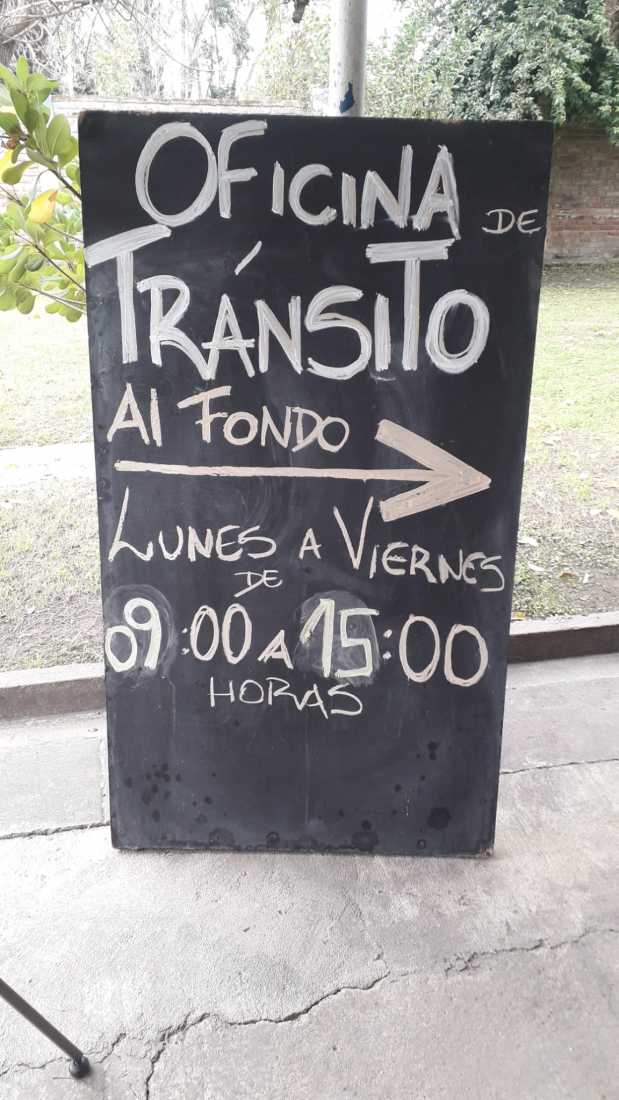 OFICINA DE
TRÁNSITO
Al FONDO
LUNES A VIERNES
DE
09:00 A 15:00
HORAS